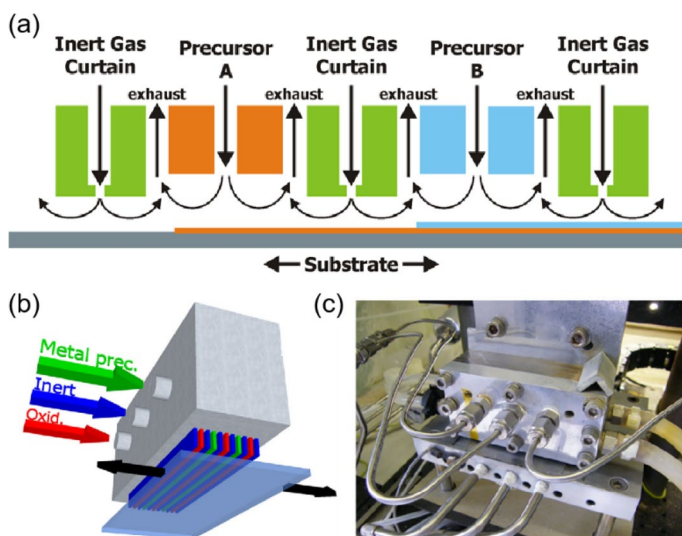 (a)
Inert Gas
Curtain
Precursor
A
Inert Gas
Curtain
Precursor
B
Inert Gas
Curtain
exhaust
exhaust
exhaust
exhaust
Substrate
(b)
Metal prec.
Inert
Oxid.
(c)